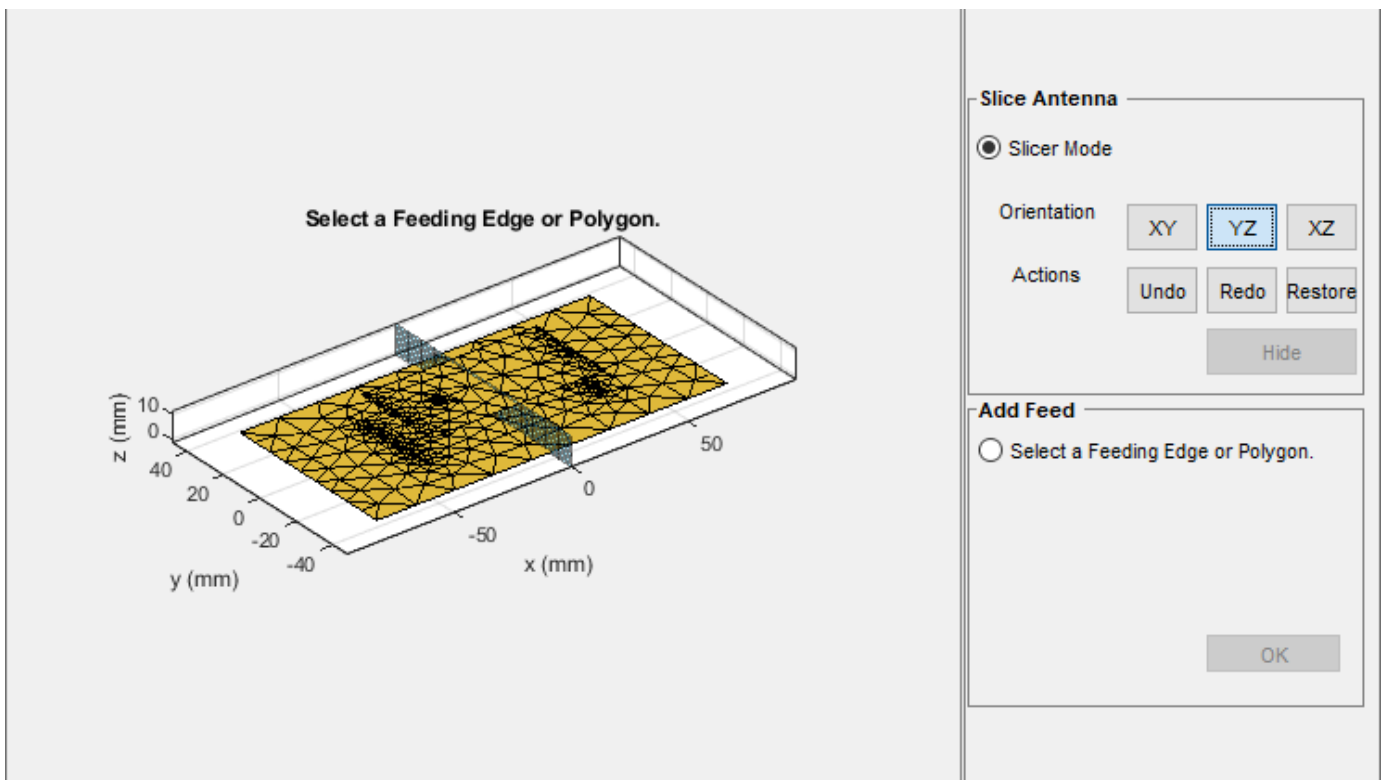 Select a Feeding Edge or Polygon.
z (mm)
10
0
40
20
0
-20
-40
y (mm)
-50
0
50
x (mm)
Slice Antenna
Slicer Mode
Orientation
XY YZ XZ
Actions
Undo Redo Restore
Hide
Add Feed
Select a Feeding Edge or Polygon.
OK